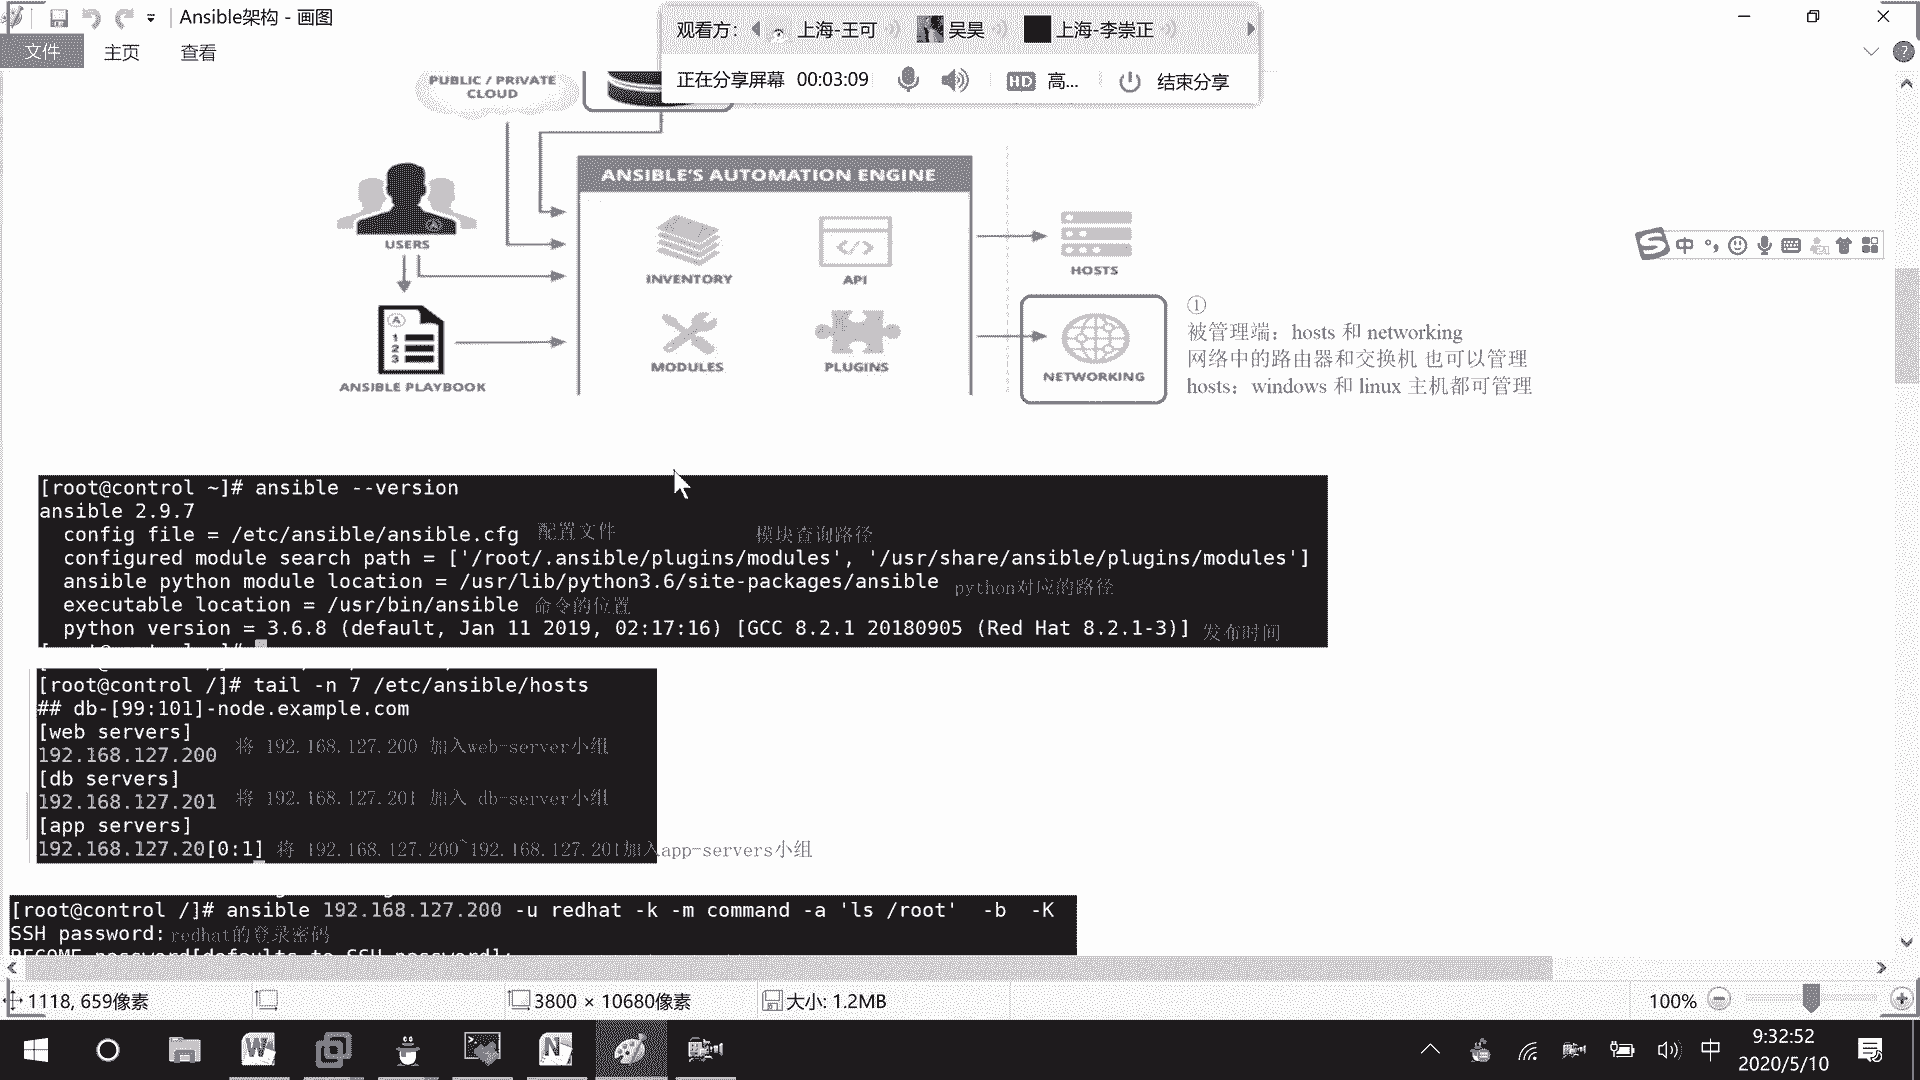 Ansible架构 - 画图
文件 主页 查看
观看方: 上海-王可 吴昊 上海-李崇正
正在分享屏幕 00:03:09 HD 高... 结束分享
PUBLIC / PRIVATE
CLOUD
ANSIBLE'S AUTOMATION ENGINE
USERS
INVENTORY
API
HOSTS
MODULES
PLUGINS
NETWORKING
ANSIBLE PLAYBOOK
①
被管理端：hosts 和 networking
网络中的路由器和交换机 也可以管理
hosts：windows 和 linux 主机都可管理
中
[root@control ~]# ansible --version
ansible 2.9.7
config file = /etc/ansible/ansible.cfg 配置文件 模块查询路径
configured module search path = ['/root/.ansible/plugins/modules', '/usr/share/ansible/plugins/modules']
ansible python module location = /usr/lib/python3.6/site-packages/ansible python对应的路径
executable location = /usr/bin/ansible 命令的位置
python version = 3.6.8 (default, Jan 11 2019, 02:17:16) [GCC 8.2.1 20180905 (Red Hat 8.2.1-3)] 发布时间
[root@control /]# tail -n 7 /etc/ansible/hosts
## db-[99:101]-node.example.com
[web servers]
192.168.127.200 将 192.168.127.200 加入web-server小组
[db servers]
192.168.127.201 将 192.168.127.201 加入 db-server小组
[app servers]
192.168.127.20[0:1] 将 192.168.127.200~192.168.127.201加入app-servers小组
[root@control /]# ansible 192.168.127.200 -u redhat -k -m command -a 'ls /root' -b -K
SSH password: redhat的登录密码
BECOME password[defaults to SSH password]:
1118, 659像素
3800 × 10680像素
大小: 1.2MB
100%
中
9:32:52
2020/5/10